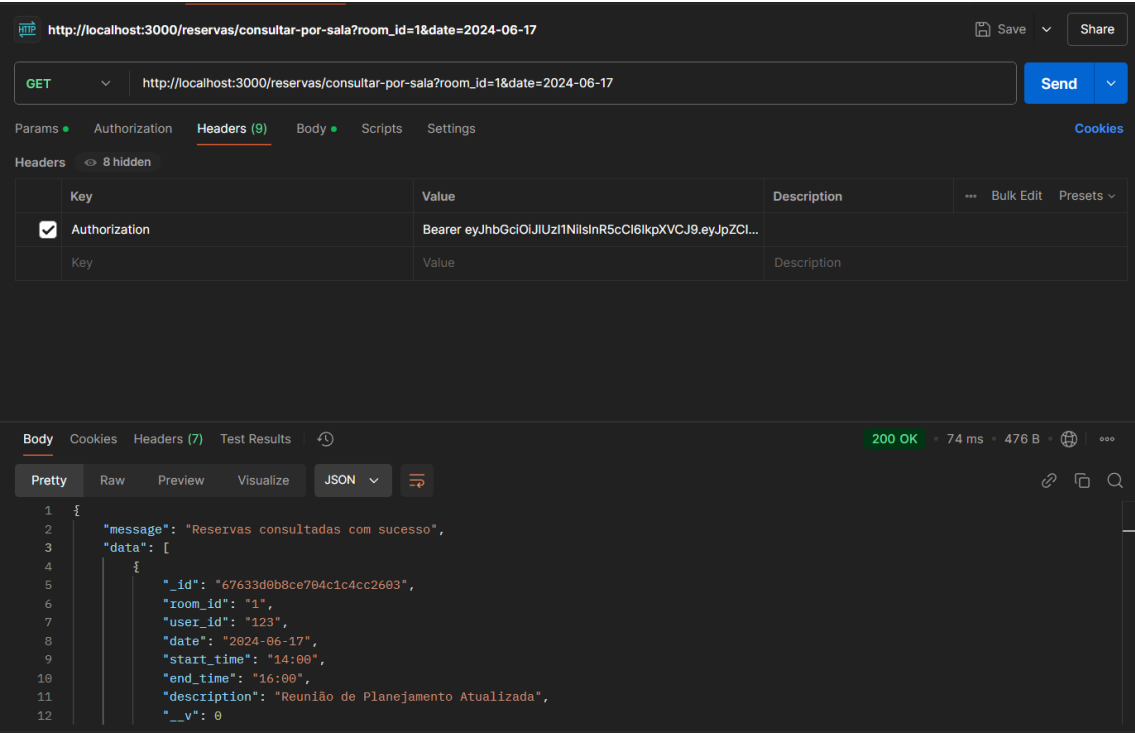 HTTP http://localhost:3000/reservas/consultar-por-sala?room_id=1&date=2024-06-17 Save Share
GET http://localhost:3000/reservas/consultar-por-sala?room_id=1&date=2024-06-17 Send
Params Authorization Headers (9) Body Scripts Settings Cookies
Headers 8 hidden
Key Value Description Bulk Edit Presets
Authorization Bearer eyJhbGciOiJIUzI1NiIsInR5cCI6IkpXVCJ9.eyJpZCI...
Key Value Description
Body Cookies Headers (7) Test Results 200 OK 74 ms 476 B
Pretty Raw Preview Visualize JSON
1 {
2 "message": "Reservas consultadas com sucesso",
3 "data": [
4 {
5 "_id": "67633d0b8ce704c1c4cc2603",
6 "room_id": "1",
7 "user_id": "123",
8 "date": "2024-06-17",
9 "start_time": "14:00",
10 "end_time": "16:00",
11 "description": "Reunião de Planejamento Atualizada",
12 "__v": 0